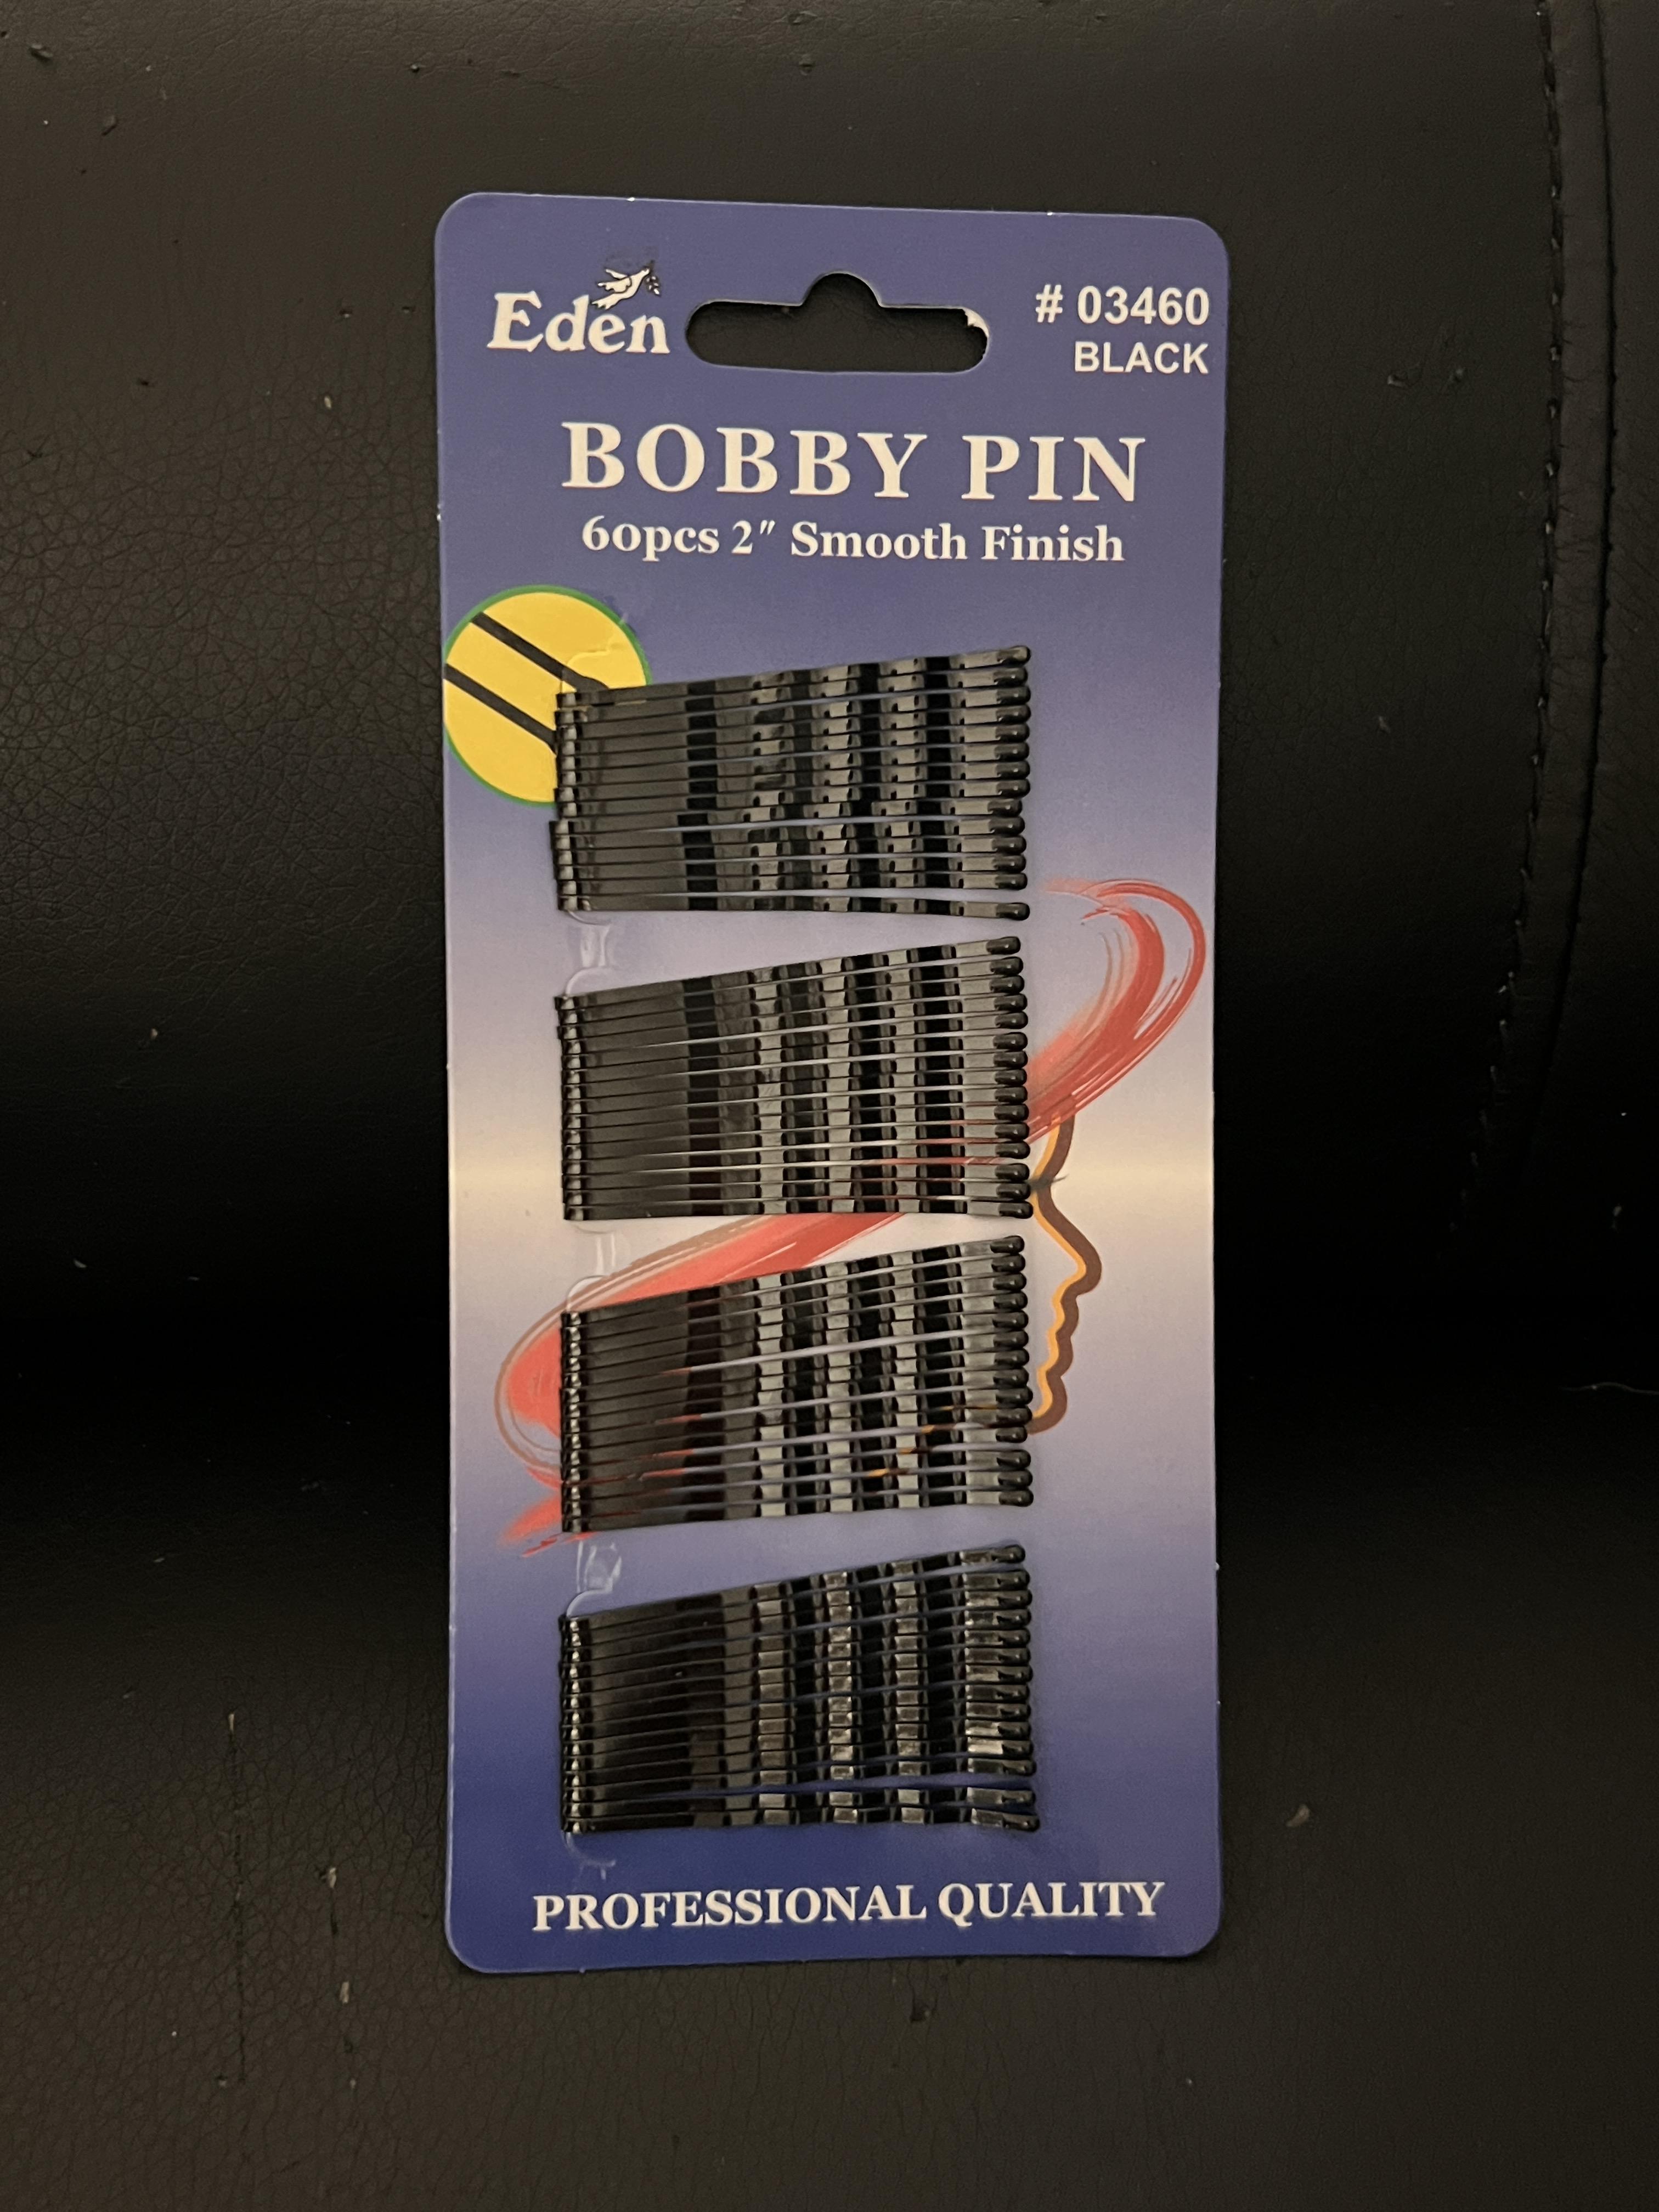 Eden
# 03460
BLACK
BOBBY PIN
60pcs 2" Smooth Finish
PROFESSIONAL QUALITY